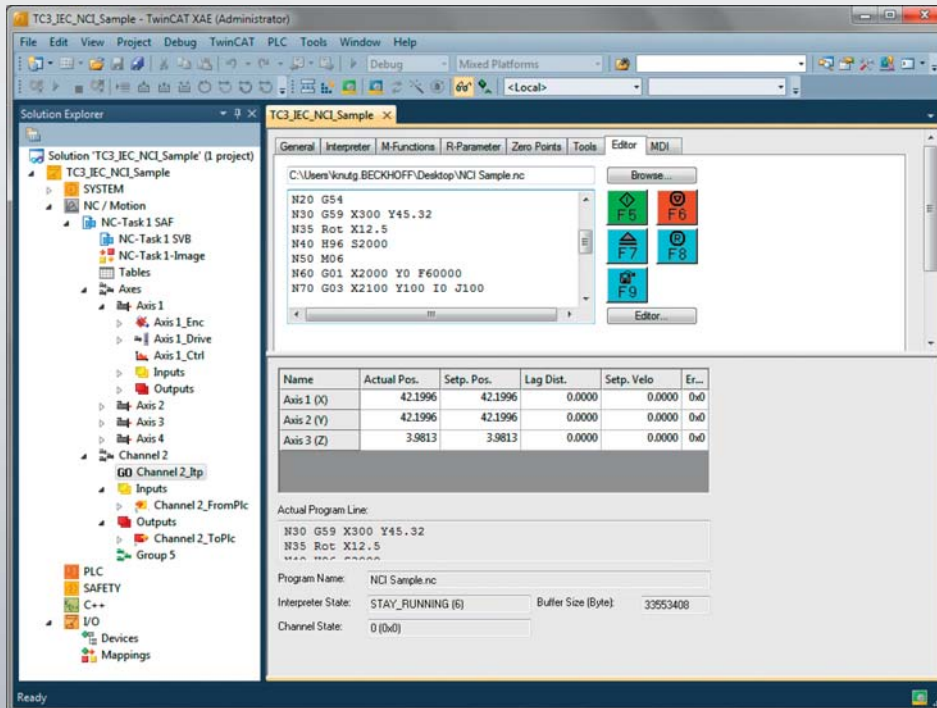 TC3_IEC_NCI_Sample - TwinCAT XAE (Administrator)
File Edit View Project Debug TwinCAT PLC Tools Window Help
Debug Mixed Platforms
<Local>
Solution Explorer
Solution 'TC3_IEC_NCI_Sample' (1 project)
TC3_IEC_NCI_Sample
SYSTEM
NC / Motion
NC-Task 1 SAF
NC-Task 1 SVB
NC-Task 1-Image
Tables
Axes
Axis 1
Axis 1_Enc
Axis 1_Drive
Axis 1_Ctrl
Inputs
Outputs
Axis 2
Axis 3
Axis 4
Channel 2
GO Channel 2_Itp
Inputs
Channel 2_FromPlc
Outputs
Channel 2_ToPlc
Group 5
PLC
SAFETY
C++
I/O
Devices
Mappings
TC3_IEC_NCI_Sample
General Interpreter M-Functions R-Parameter Zero Points Tools Editor MDI
C:\Users\knutg.BECKHOFF\Desktop\NCI Sample.nc
Browse...
N20 G54
N30 G59 X300 Y45.32
N35 Rot X12.5
N40 H96 S2000
N50 M06
N60 G01 X2000 Y0 F60000
N70 G03 X2100 Y100 I0 J100
F5 F6
F7 R F8
F9
Editor...
Name Actual Pos. Setp. Pos. Lag Dist. Setp. Velo Er...
Axis 1 (X) 42.1996 42.1996 0.0000 0.0000 0x0
Axis 2 (Y) 42.1996 42.1996 0.0000 0.0000 0x0
Axis 3 (Z) 3.9813 3.9813 0.0000 0.0000 0x0
Actual Program Line:
N30 G59 X300 Y45.32
N35 Rot X12.5
N40 H96 S2000
Program Name: NCI Sample.nc
Interpreter State: STAY_RUNNING (6) Buffer Size (Byte): 33553408
Channel State: 0 (0x0)
Ready